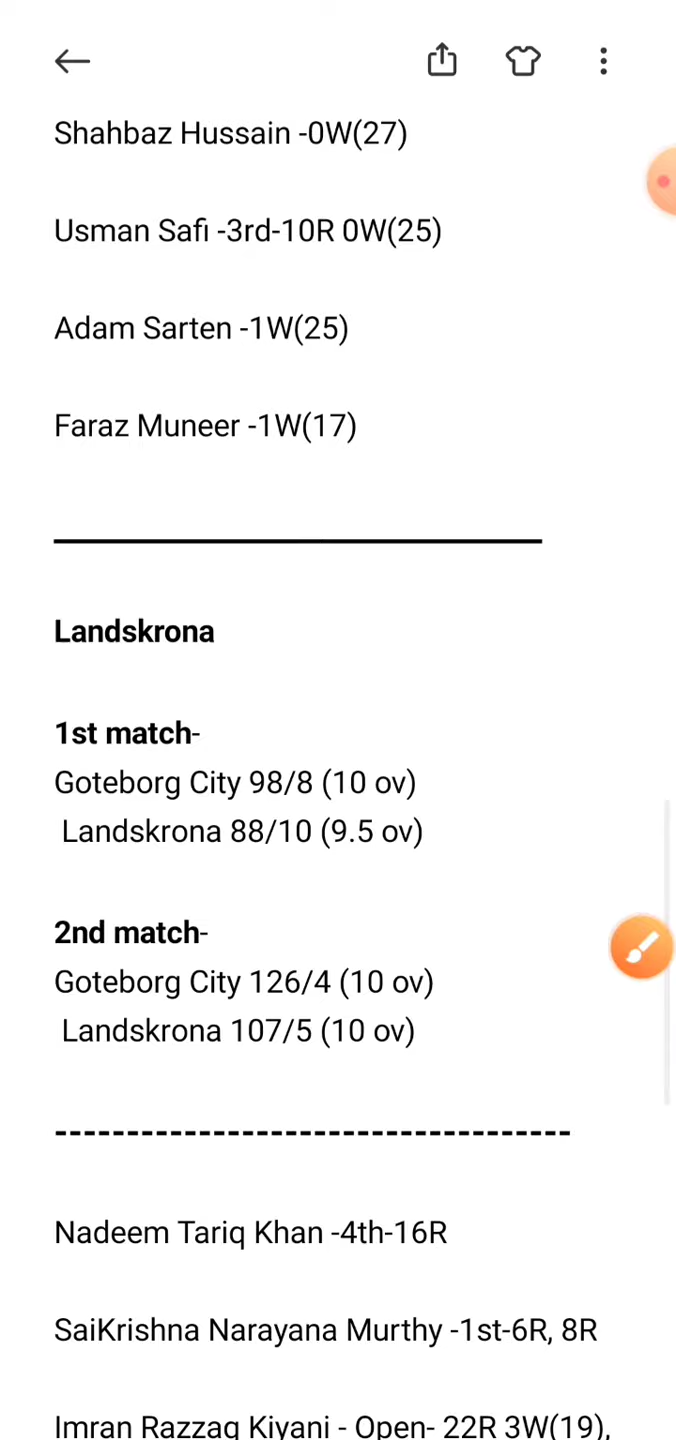 Shahbaz Hussain -0W(27)
Usman Safi -3rd-10R 0W(25)
Adam Sarten -1W(25)
Faraz Muneer -1W(17)
Landskrona
1st match-
Goteborg City 98/8 (10 ov)
Landskrona 88/10 (9.5 ov)
2nd match-
Goteborg City 126/4 (10 ov)
Landskrona 107/5 (10 ov)
-----------------------------------
Nadeem Tariq Khan -4th-16R
SaiKrishna Narayana Murthy -1st-6R, 8R
Imran Razzaq Kiyani - Open- 22R 3W(19),